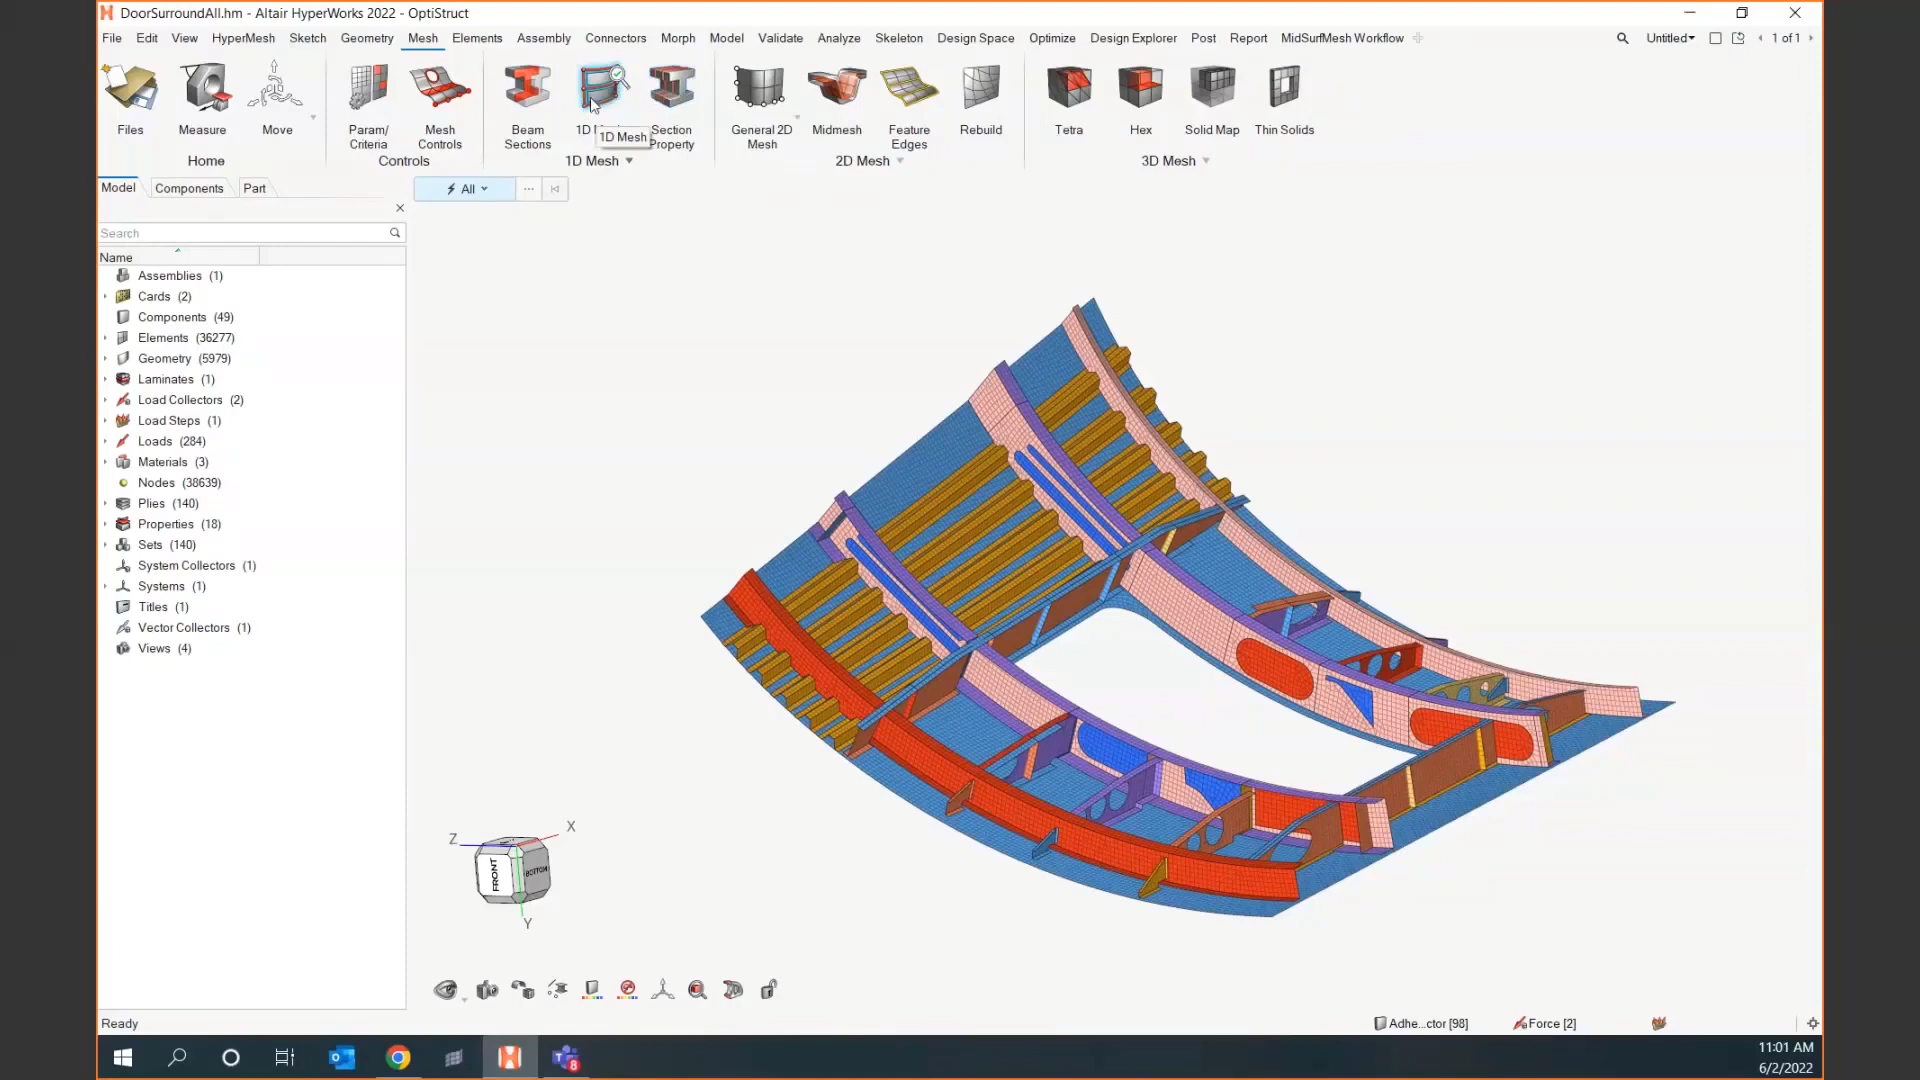 DoorSurroundAll.hm - Altair HyperWorks 2022 - OptiStruct
File Edit View HyperMesh Sketch Geometry Mesh Elements Assembly Connectors Morph Model Validate Analyze Skeleton Design Space Optimize Design Explorer Post Report MidSurfMesh Workflow Untitled 1 of 1
Files Measure Move Param/ Criteria Mesh Controls Beam Sections 1D Section Property General 2D Mesh Midmesh Feature Edges Rebuild Tetra Hex Solid Map Thin Solids
1D Mesh
Home Controls 1D Mesh 2D Mesh 3D Mesh
Model Components Part
All
Search
Name
Assemblies (1)
Cards (2)
Components (49)
Elements (36277)
Geometry (5979)
Laminates (1)
Load Collectors (2)
Load Steps (1)
Loads (284)
Materials (3)
Nodes (38639)
Plies (140)
Properties (18)
Sets (140)
System Collectors (1)
Systems (1)
Titles (1)
Vector Collectors (1)
Views (4)
Z X
FRONT BOTTOM
Y
Ready
Adhe...ctor [98] Force [2]
8
11:01 AM
6/2/2022